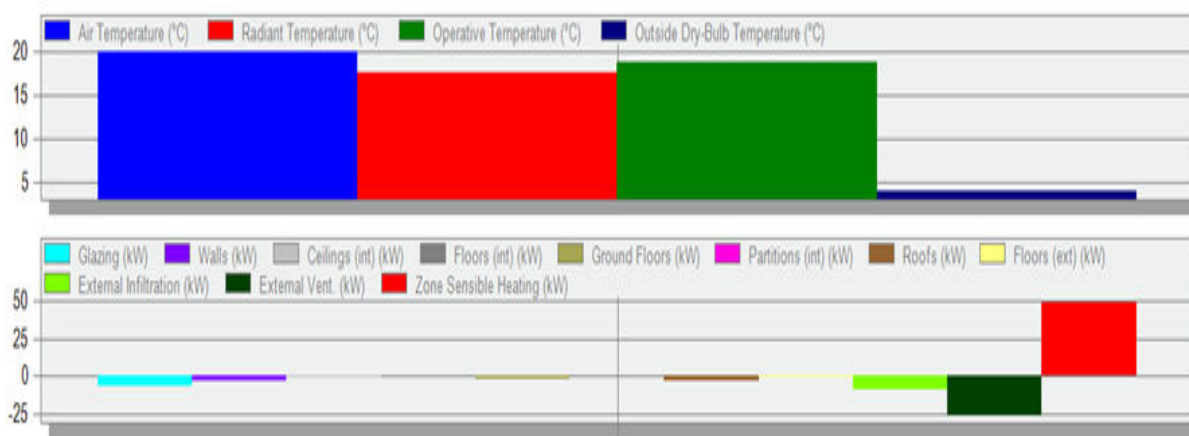 Air Temperature (°C) Radiant Temperature (°C) Operative Temperature (°C) Outside Dry-Bulb Temperature (°C)
20
15
10
5
Glazing (kW) Walls (kW) Ceilings (int) (kW) Floors (int) (kW) Ground Floors (kW) Partitions (int) (kW) Roofs (kW) Floors (ext) (kW)
External Infiltration (kW) External Vent. (kW) Zone Sensible Heating (kW)
50
25
0
-25